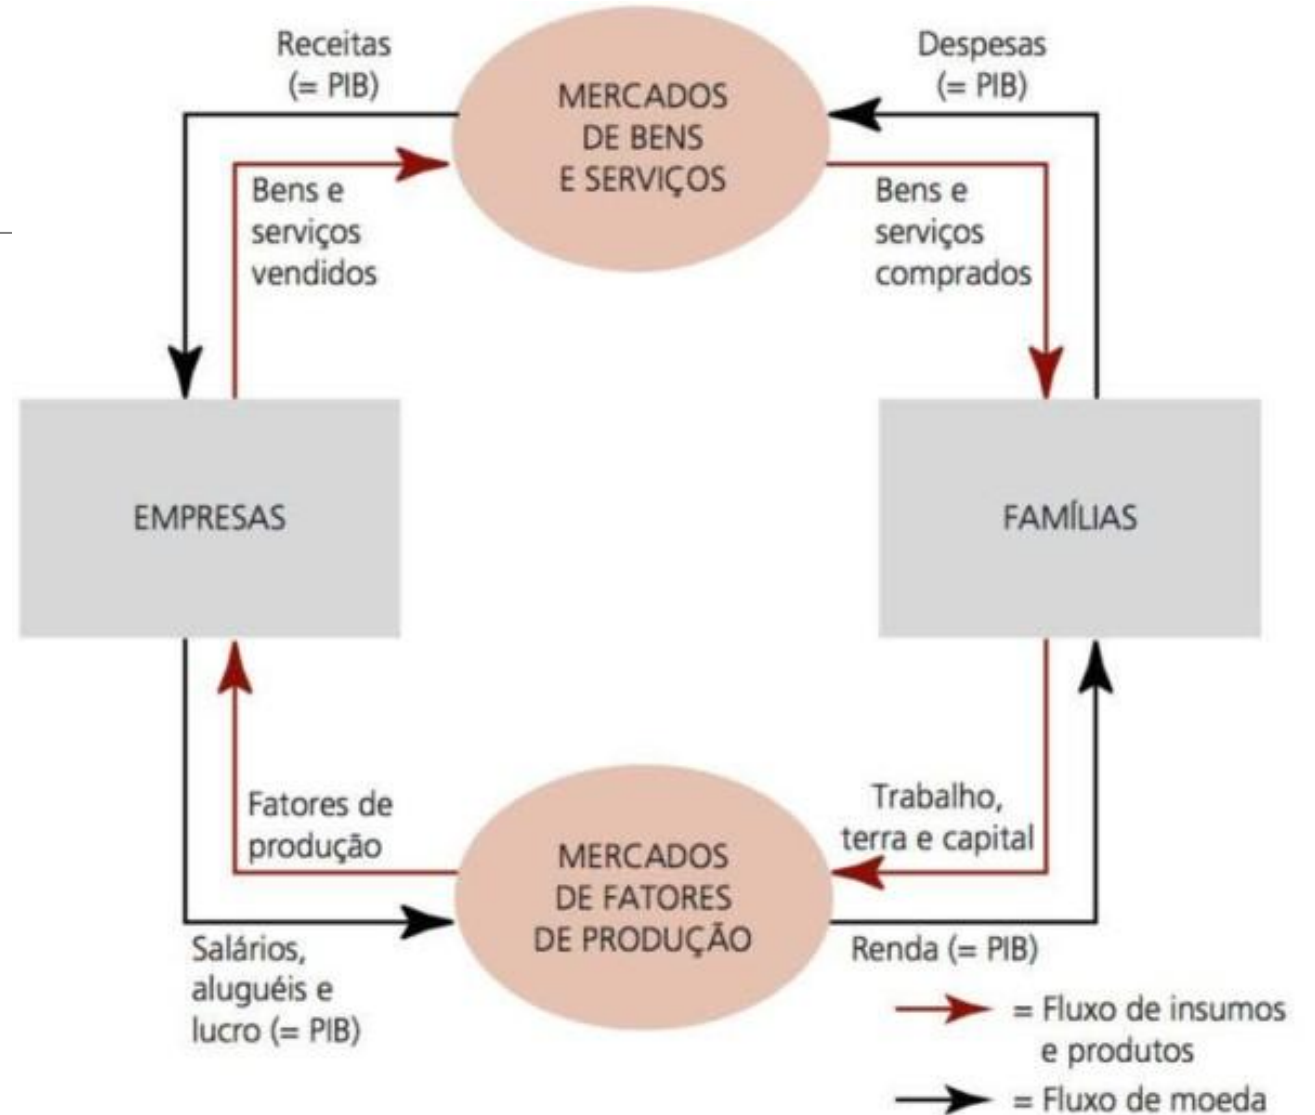 Receitas
(= PIB)
MERCADOS
DE BENS
E SERVIÇOS
Despesas
(= PIB)
Bens e
serviços
vendidos
Bens e
serviços
comprados
EMPRESAS
FAMÍLIAS
Fatores de
produção
MERCADOS
DE FATORES
DE PRODUÇÃO
Trabalho,
terra e capital
Salários,
aluguéis e
lucro (= PIB)
Renda (= PIB)
= Fluxo de insumos
e produtos
= Fluxo de moeda